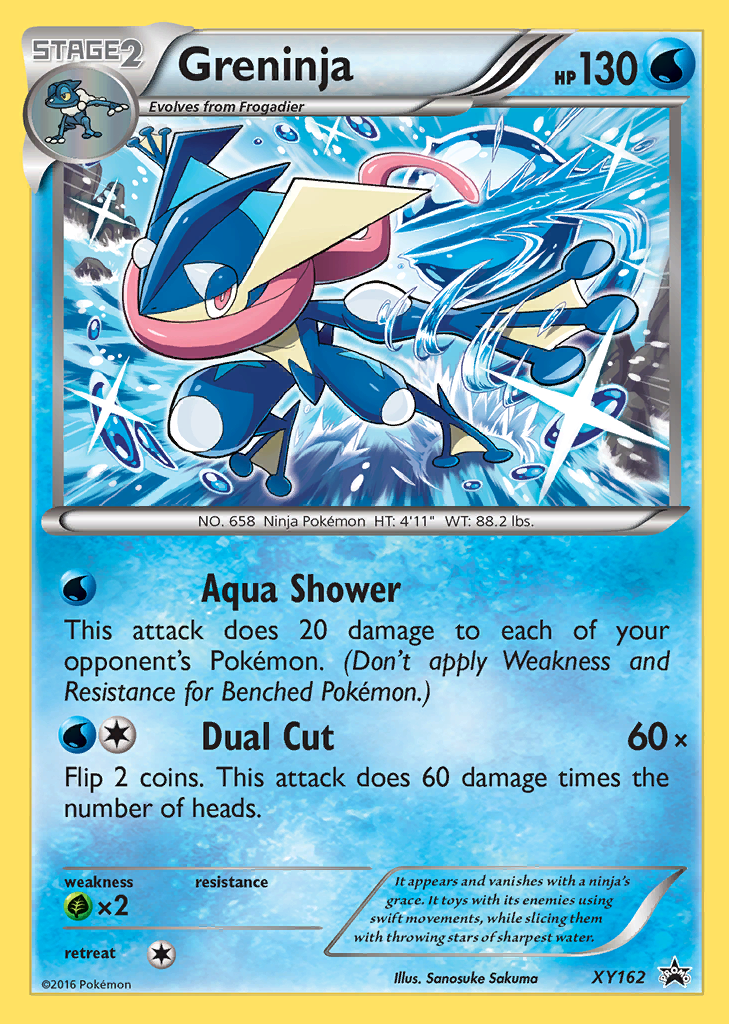 STAGE2
Greninja
HP130
Evolves from Frogadier
NO. 658 Ninja Pokémon HT: 4'11" WT: 88.2 lbs.
Aqua Shower
This attack does 20 damage to each of your
opponent's Pokémon. (Don't apply Weakness and
Resistance for Benched Pokémon.)
Dual Cut 60×
Flip 2 coins. This attack does 60 damage times the
number of heads.
weakness resistance
×2
retreat
It appears and vanishes with a ninja's
grace. It toys with its enemies using
swift movements, while slicing them
with throwing stars of sharpest water.
©2016 Pokémon
Illus. Sanosuke Sakuma
XY162
PROMO